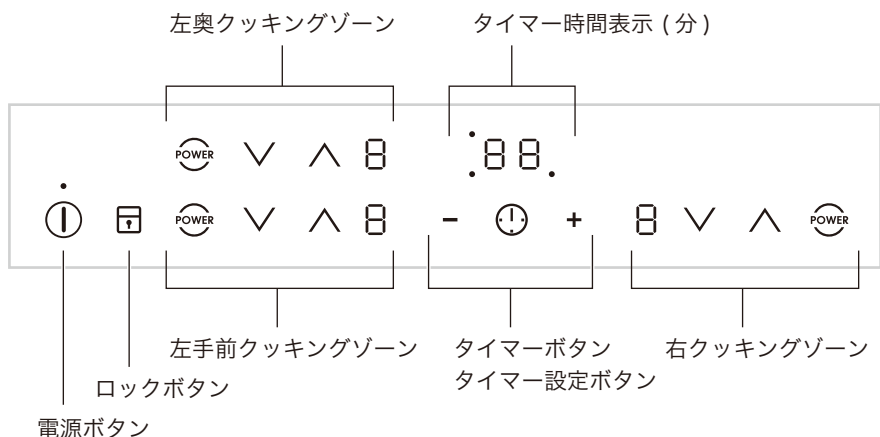 左奥クッキングゾーン
タイマー時間表示 ( 分 )
POWER 8
88
POWER 8
− +
8 POWER
左手前クッキングゾーン
タイマーボタン
タイマー設定ボタン
右クッキングゾーン
ロックボタン
電源ボタン